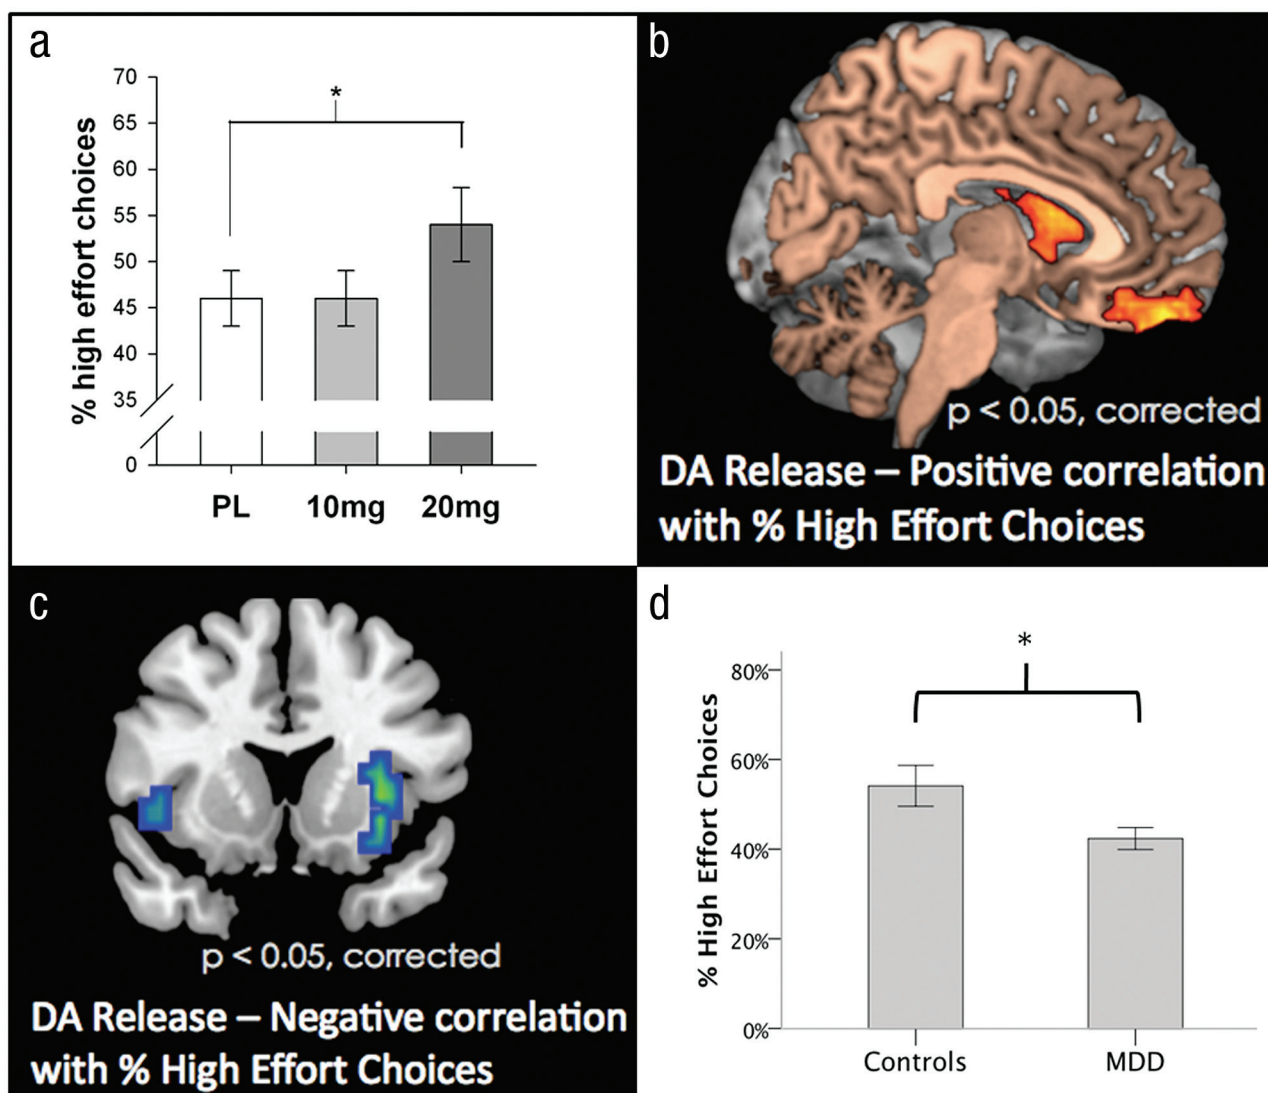 a
% high effort choices
70
65
60
55
50
45
40
35
0
*
PL 10mg 20mg
b
p < 0.05, corrected
DA Release – Positive correlation
with % High Effort Choices
c
p < 0.05, corrected
DA Release – Negative correlation
with % High Effort Choices
d
% High Effort Choices
80%
60%
40%
20%
0%
*
Controls MDD